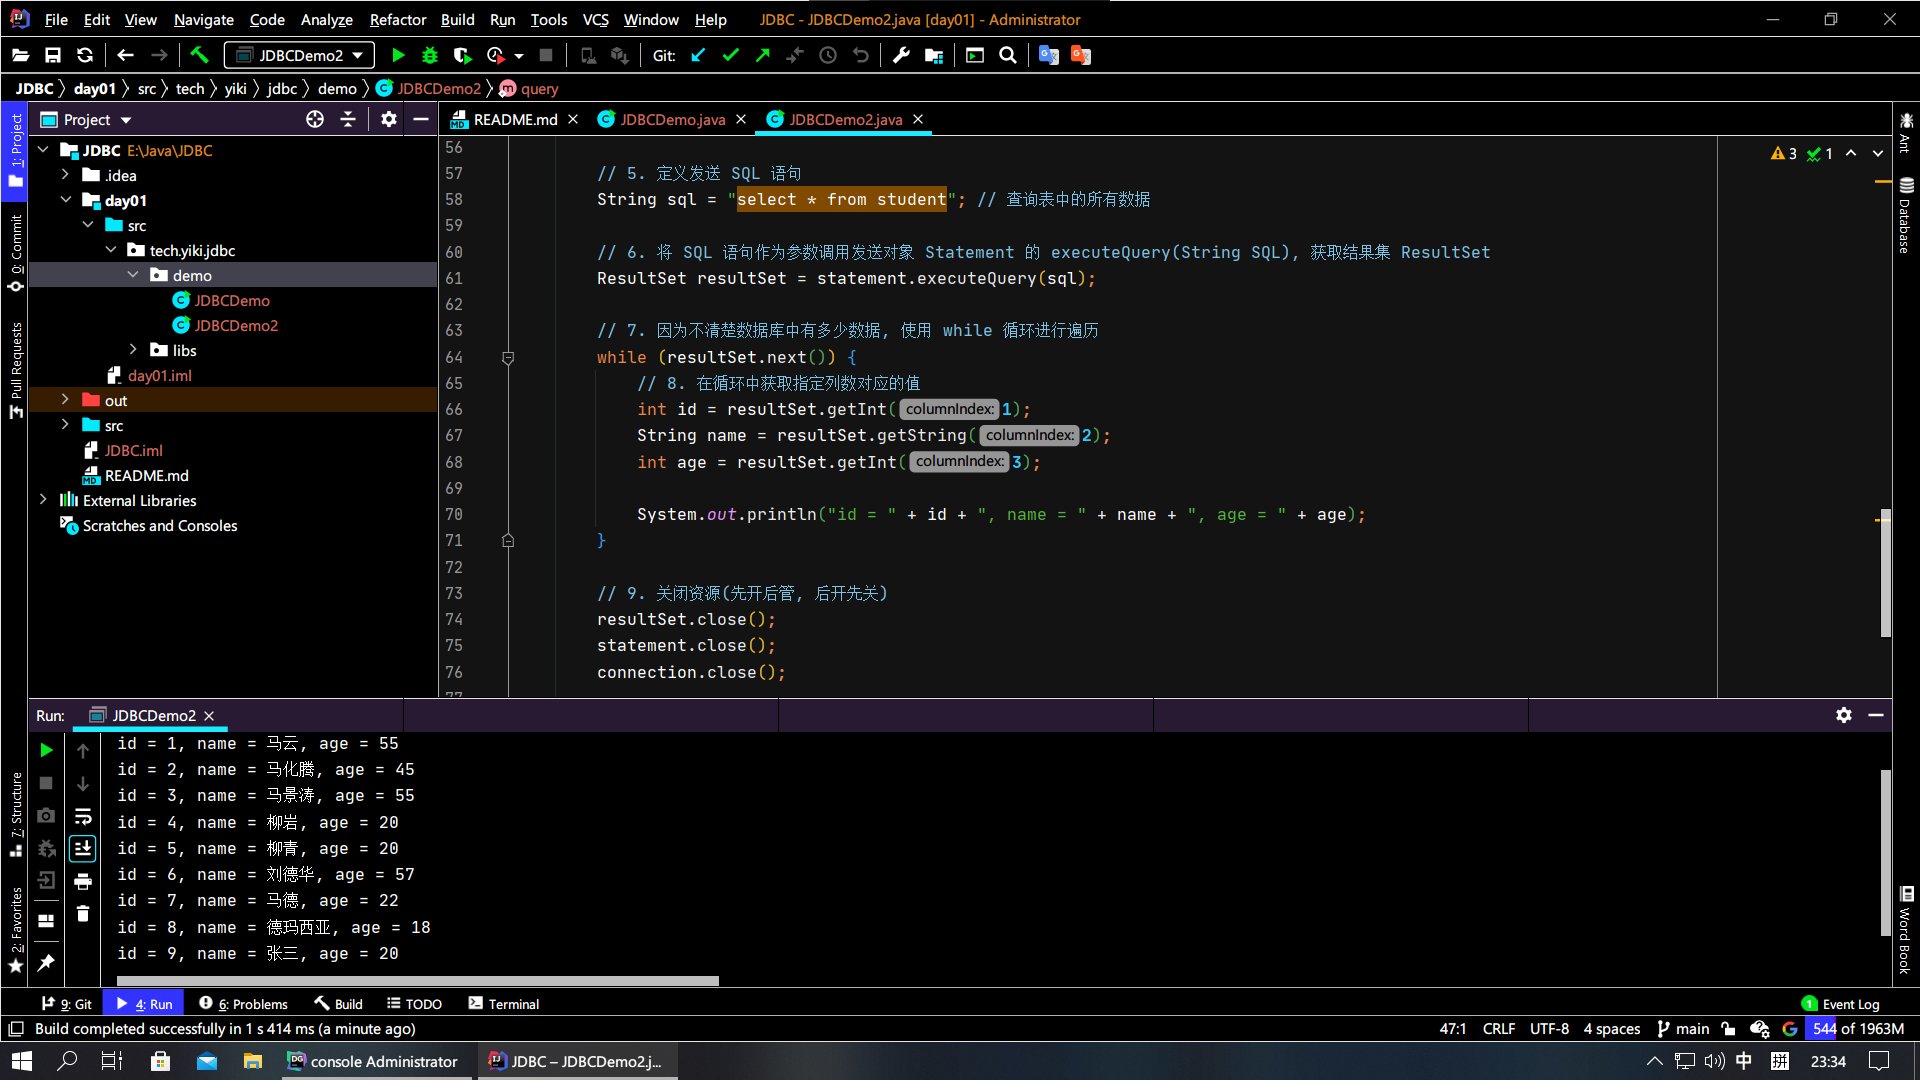 File Edit View Navigate Code Analyze Refactor Build Run Tools VCS Window Help JDBC - JDBCDemo2.java [day01] - Administrator
JDBCDemo2 Git:
JDBC day01 src tech yiki jdbc demo JDBCDemo2 query
Project
README.md JDBCDemo.java JDBCDemo2.java
JDBC E:\Java\JDBC
.idea
day01
src
tech.yiki.jdbc
demo
JDBCDemo
JDBCDemo2
libs
day01.iml
out
src
JDBC.iml
README.md
External Libraries
Scratches and Consoles
1: Project
0: Commit
Pull Requests
7: Structure
2: Favorites
56
57 // 5. 定义发送 SQL 语句
58 String sql = "select * from student"; // 查询表中的所有数据
59
60 // 6. 将 SQL 语句作为参数调用发送对象 Statement 的 executeQuery(String SQL), 获取结果集 ResultSet
61 ResultSet resultSet = statement.executeQuery(sql);
62
63 // 7. 因为不清楚数据库中有多少数据, 使用 while 循环进行遍历
64 while (resultSet.next()) {
65 // 8. 在循环中获取指定列数对应的值
66 int id = resultSet.getInt( columnIndex: 1);
67 String name = resultSet.getString( columnIndex: 2);
68 int age = resultSet.getInt( columnIndex: 3);
69
70 System.out.println("id = " + id + ", name = " + name + ", age = " + age);
71 }
72
73 // 9. 关闭资源(先开后管, 后开先关)
74 resultSet.close();
75 statement.close();
76 connection.close();
77
3 1
Ant
Database
Word Book
Run: JDBCDemo2
id = 1, name = 马云, age = 55
id = 2, name = 马化腾, age = 45
id = 3, name = 马景涛, age = 55
id = 4, name = 柳岩, age = 20
id = 5, name = 柳青, age = 20
id = 6, name = 刘德华, age = 57
id = 7, name = 马德, age = 22
id = 8, name = 德玛西亚, age = 18
id = 9, name = 张三, age = 20
9: Git 4: Run 6: Problems Build TODO Terminal 1 Event Log
Build completed successfully in 1 s 414 ms (a minute ago) 47:1 CRLF UTF-8 4 spaces main 544 of 1963M
console Administrator JDBC – JDBCDemo2.j... 中 拼 23:34